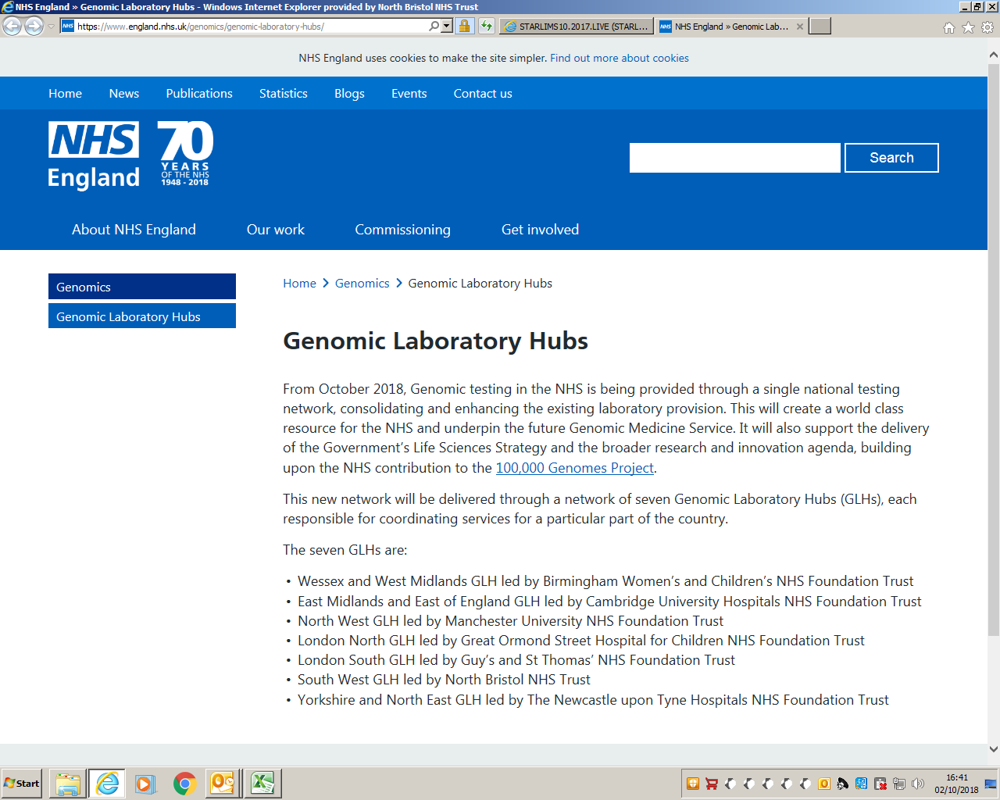 NHS England » Genomic Laboratory Hubs - Windows Internet Explorer provided by North Bristol NHS Trust
https://www.england.nhs.uk/genomics/genomic-laboratory-hubs/
STARLIMS10.2017.LIVE (STARL...
NHS England » Genomic Lab...
NHS England uses cookies to make the site simpler. Find out more about cookies
Home News Publications Statistics Blogs Events Contact us
NHS
England
70
YEARS
OF THE NHS
1948 - 2018
Search
About NHS England Our work Commissioning Get involved
Genomics
Genomic Laboratory Hubs
Home > Genomics > Genomic Laboratory Hubs
Genomic Laboratory Hubs
From October 2018, Genomic testing in the NHS is being provided through a single national testing
network, consolidating and enhancing the existing laboratory provision. This will create a world class
resource for the NHS and underpin the future Genomic Medicine Service. It will also support the delivery
of the Government's Life Sciences Strategy and the broader research and innovation agenda, building
upon the NHS contribution to the 100,000 Genomes Project.
This new network will be delivered through a network of seven Genomic Laboratory Hubs (GLHs), each
responsible for coordinating services for a particular part of the country.
The seven GLHs are:
• Wessex and West Midlands GLH led by Birmingham Women's and Children's NHS Foundation Trust
• East Midlands and East of England GLH led by Cambridge University Hospitals NHS Foundation Trust
• North West GLH led by Manchester University NHS Foundation Trust
• London North GLH led by Great Ormond Street Hospital for Children NHS Foundation Trust
• London South GLH led by Guy's and St Thomas' NHS Foundation Trust
• South West GLH led by North Bristol NHS Trust
• Yorkshire and North East GLH led by The Newcastle upon Tyne Hospitals NHS Foundation Trust
Start
16:41
02/10/2018